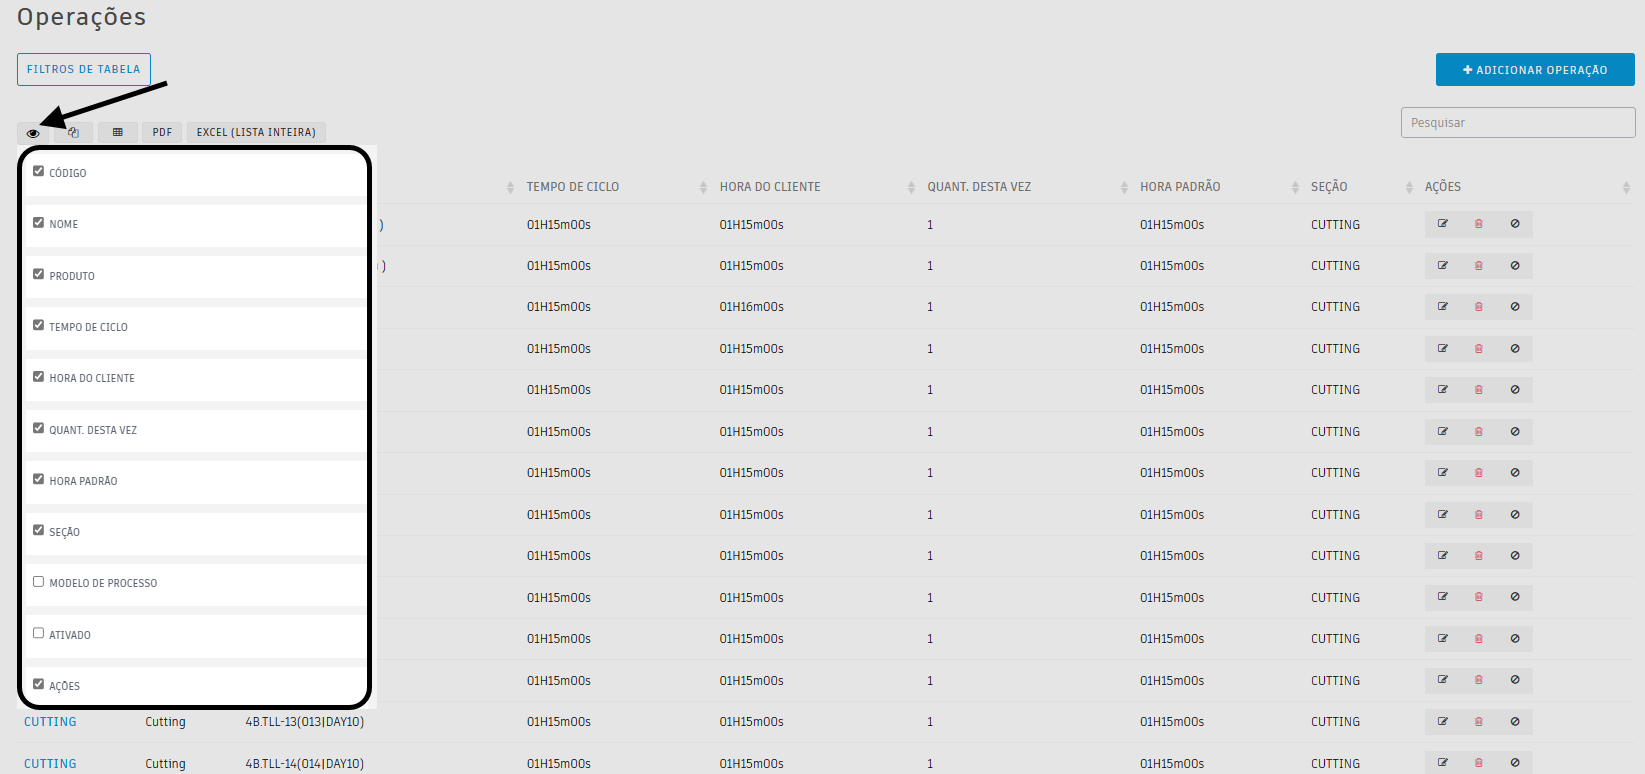 Operações
FILTROS DE TABELA
ADICIONAR OPERAÇÃO
PDF EXCEL (LISTA INTEIRA)
Pesquisar
CÓDIGO
NOME
PRODUTO
TEMPO DE CICLO
HORA DO CLIENTE
QUANT. DESTA VEZ
HORA PADRÃO
SEÇÃO
MODELO DE PROCESSO
ATIVADO
AÇÕES
TEMPO DE CICLO HORA DO CLIENTE QUANT. DESTA VEZ HORA PADRÃO SEÇÃO AÇÕES
) 01H15m00s 01H15m00s 1 01H15m00s CUTTING
) 01H15m00s 01H15m00s 1 01H15m00s CUTTING
01H15m00s 01H16m00s 1 01H15m00s CUTTING
01H15m00s 01H15m00s 1 01H15m00s CUTTING
01H15m00s 01H15m00s 1 01H15m00s CUTTING
01H15m00s 01H15m00s 1 01H15m00s CUTTING
01H15m00s 01H15m00s 1 01H15m00s CUTTING
01H15m00s 01H15m00s 1 01H15m00s CUTTING
01H15m00s 01H15m00s 1 01H15m00s CUTTING
01H15m00s 01H15m00s 1 01H15m00s CUTTING
01H15m00s 01H15m00s 1 01H15m00s CUTTING
01H15m00s 01H15m00s 1 01H15m00s CUTTING
CUTTING Cutting 4B.TLL-13(013|DAY10) 01H15m00s 01H15m00s 1 01H15m00s CUTTING
CUTTING Cutting 4B.TLL-14(014|DAY10) 01H15m00s 01H15m00s 1 01H15m00s CUTTING